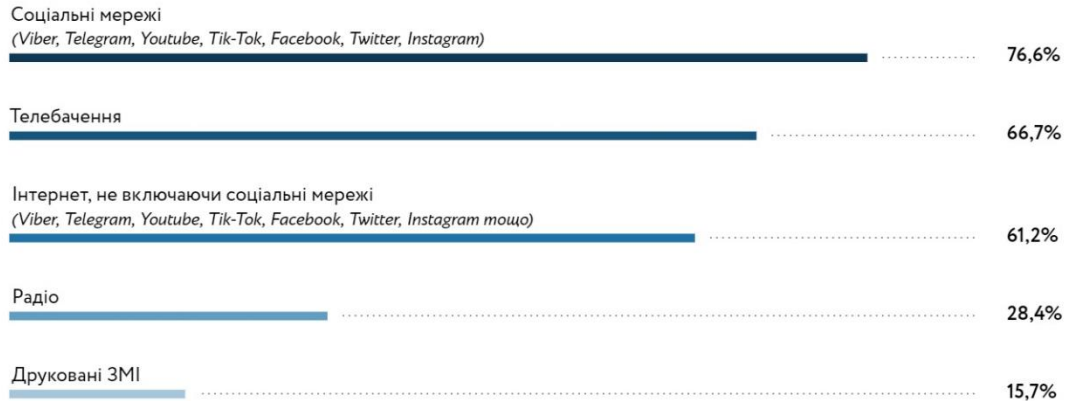 Соціальні мережі
(Viber, Telegram, Youtube, Tik-Tok, Facebook, Twitter, Instagram)
76,6%
Телебачення
66,7%
Інтернет, не включаючи соціальні мережі
(Viber, Telegram, Youtube, Tik-Tok, Facebook, Twitter, Instagram тощо)
61,2%
Радіо
28,4%
Друковані ЗМІ
15,7%